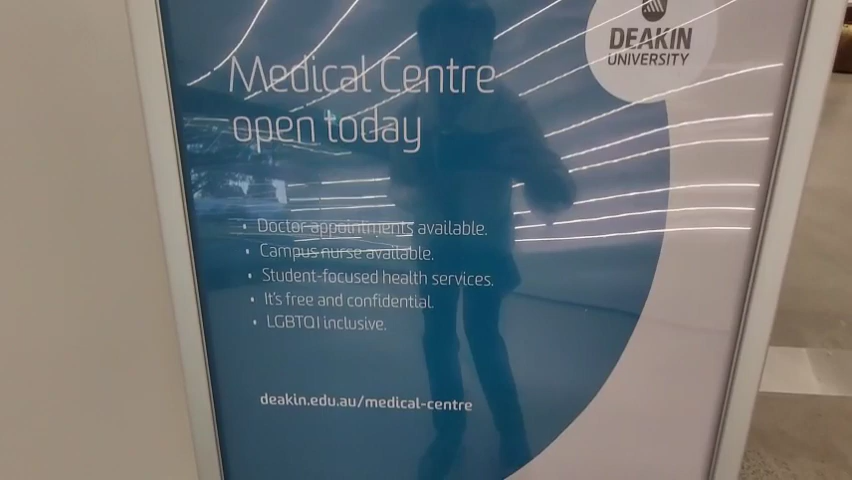 DEAKIN
UNIVERSITY
Medical Centre
open today
• Doctor appointments available.
• Campus nurse available.
• Student-focused health services.
• It's free and confidential.
• LGBTQI inclusive.
deakin.edu.au/medical-centre